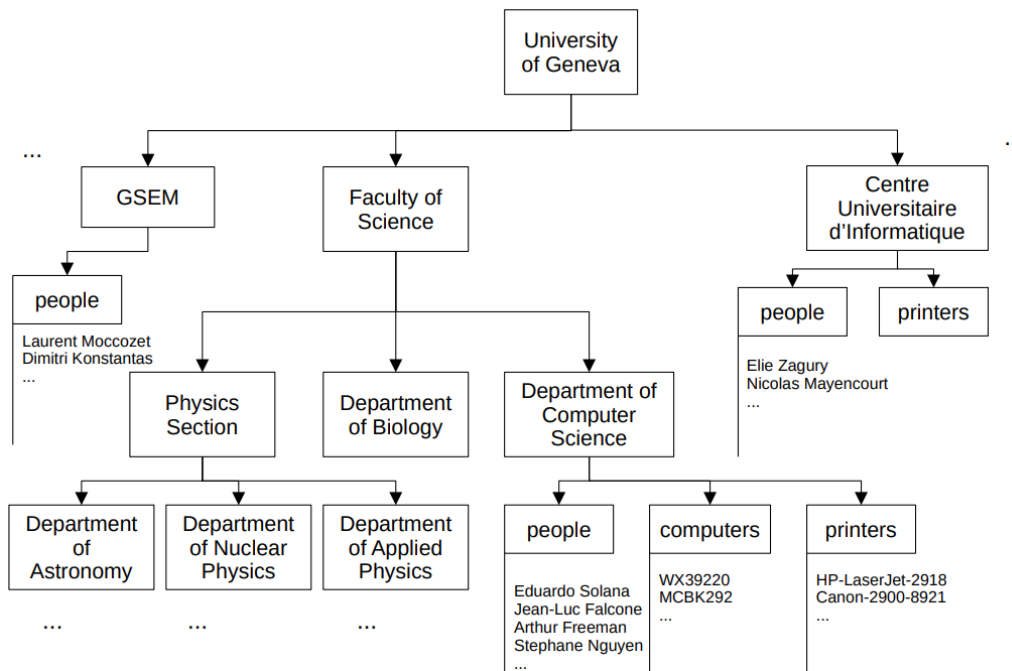 University
of Geneva
...
.
GSEM
Faculty of
Science
Centre
Universitaire
d'Informatique
people
Laurent Moccozet
Dimitri Konstantas
...
people
printers
Elie Zagury
Nicolas Mayencourt
...
Physics
Section
Department
of Biology
Department of
Computer
Science
Department
of
Astronomy
Department
of Nuclear
Physics
Department
of Applied
Physics
...
...
...
people
computers
printers
Eduardo Solana
Jean-Luc Falcone
Arthur Freeman
Stephane Nguyen
...
WX39220
MCBK292
...
HP-LaserJet-2918
Canon-2900-8921
...